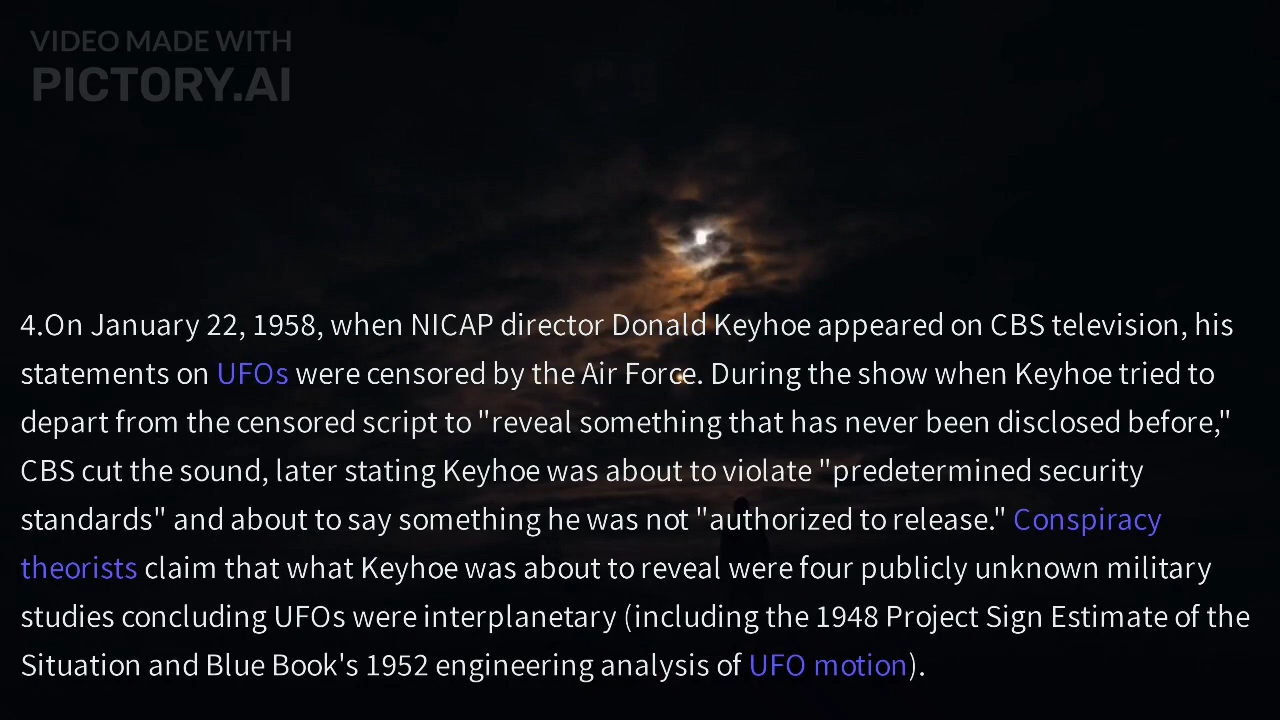 VIDEO MADE WITH
PICTORY.AI
4.On January 22, 1958, when NICAP director Donald Keyhoe appeared on CBS television, his
statements on UFOs were censored by the Air Force. During the show when Keyhoe tried to
depart from the censored script to "reveal something that has never been disclosed before,"
CBS cut the sound, later stating Keyhoe was about to violate "predetermined security
standards" and about to say something he was not "authorized to release." Conspiracy
theorists claim that what Keyhoe was about to reveal were four publicly unknown military
studies concluding UFOs were interplanetary (including the 1948 Project Sign Estimate of the
Situation and Blue Book's 1952 engineering analysis of UFO motion).